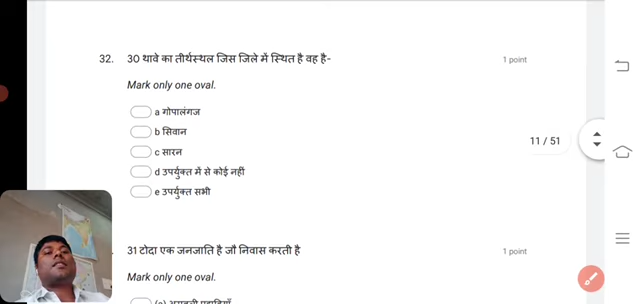 32. 30 थावे का तीर्थस्थल जिस जिले में स्थित है वह है- 1 point
Mark only one oval.
a गोपालंगज
b सिवान
c सारन
11 / 51
d उपर्युक्त में से कोई नहीं
e उपर्युक्त सभी
31 टोदा एक जनजाति है जौ निवास करती है 1 point
Mark only one oval.